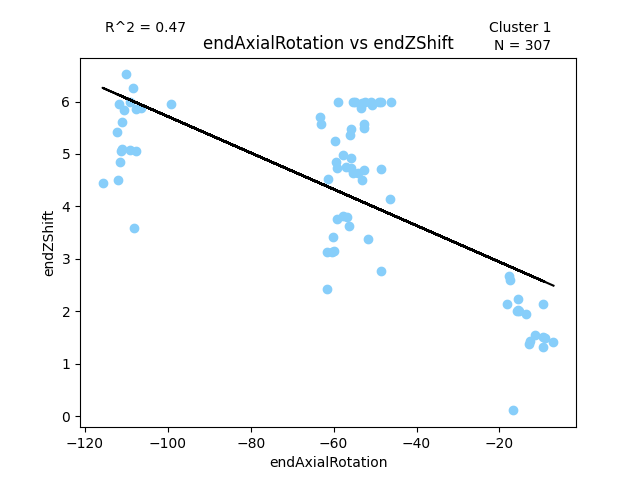 R^2 = 0.47
Cluster 1
N = 307
endAxialRotation vs endZShift
endZShift
6
5
4
3
2
1
0
−120
−100
−80
−60
−40
−20
endAxialRotation